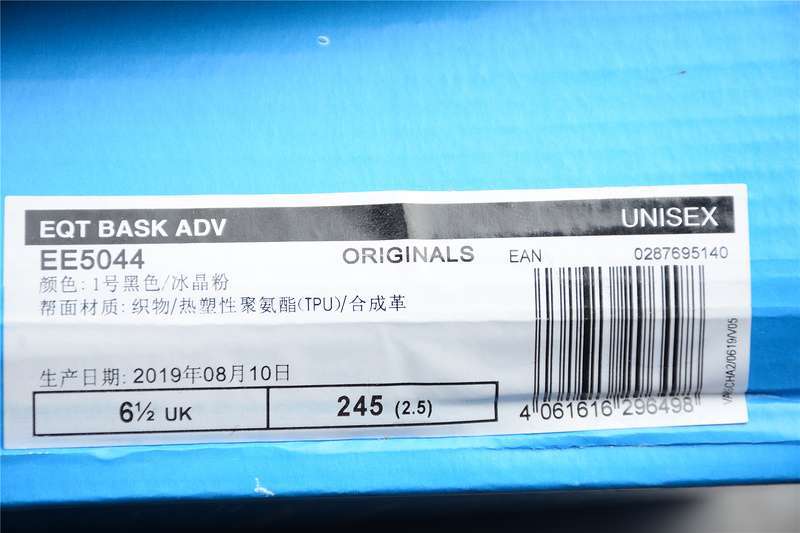 EQT BASK ADV UNISEX
EE5044 ORIGINALS EAN 0287695140
颜色: 1号黑色/冰晶粉
帮面材质: 织物/热塑性聚氨酯(TPU)/合成革
生产日期: 2019年08月10日
6½ UK 245 (2.5)
4 061616 296498